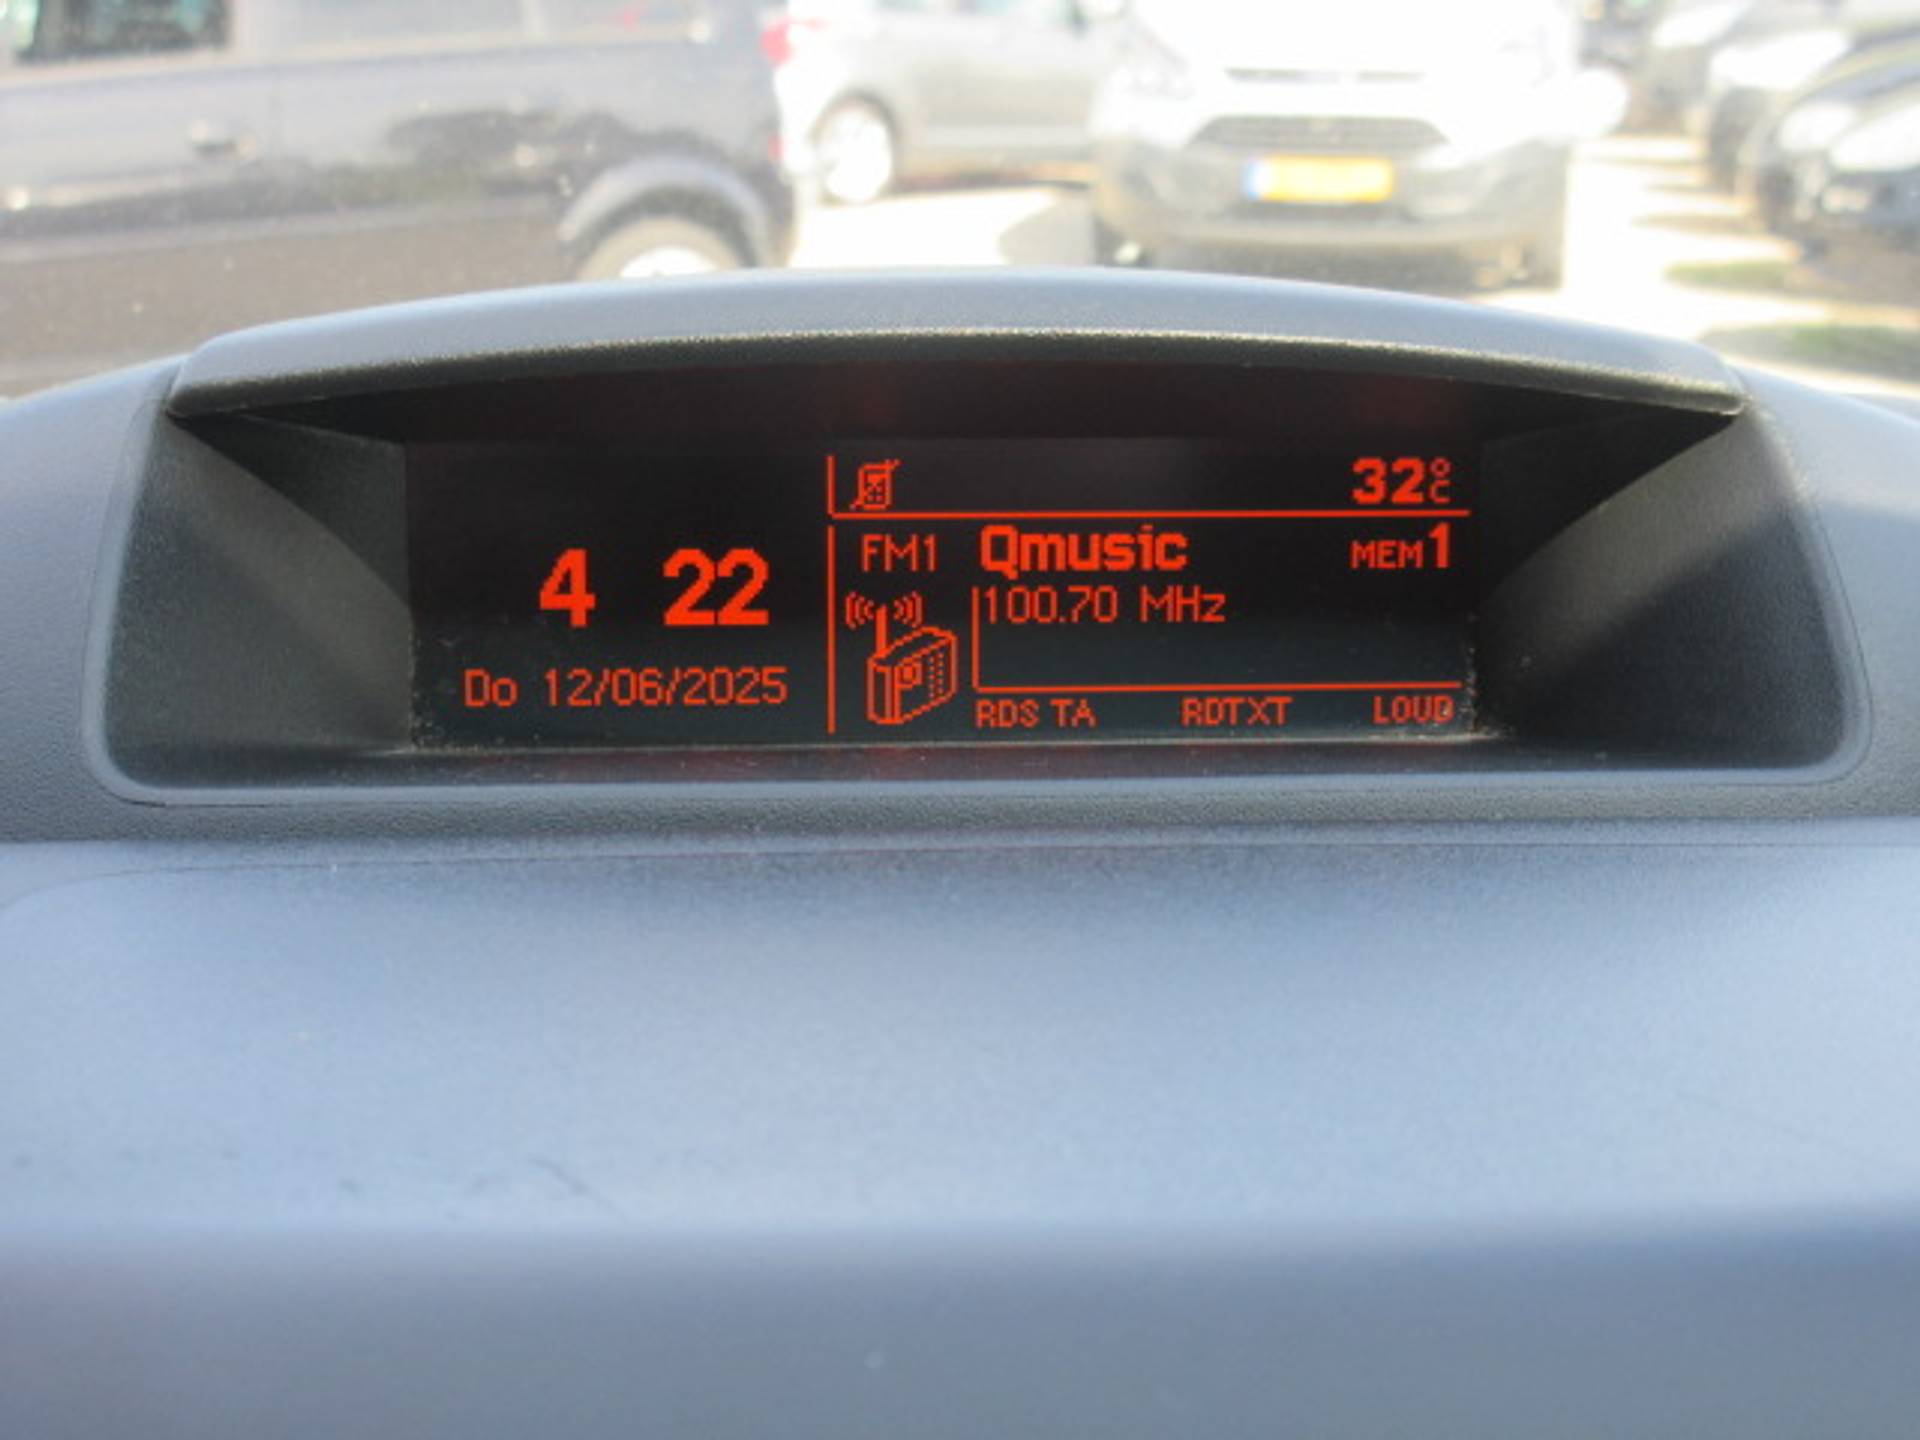 4 22
Do 12/06/2025
32°C
FM1 Qmusic MEM1
100.70 MHz
RDS TA RDTXT LOUD